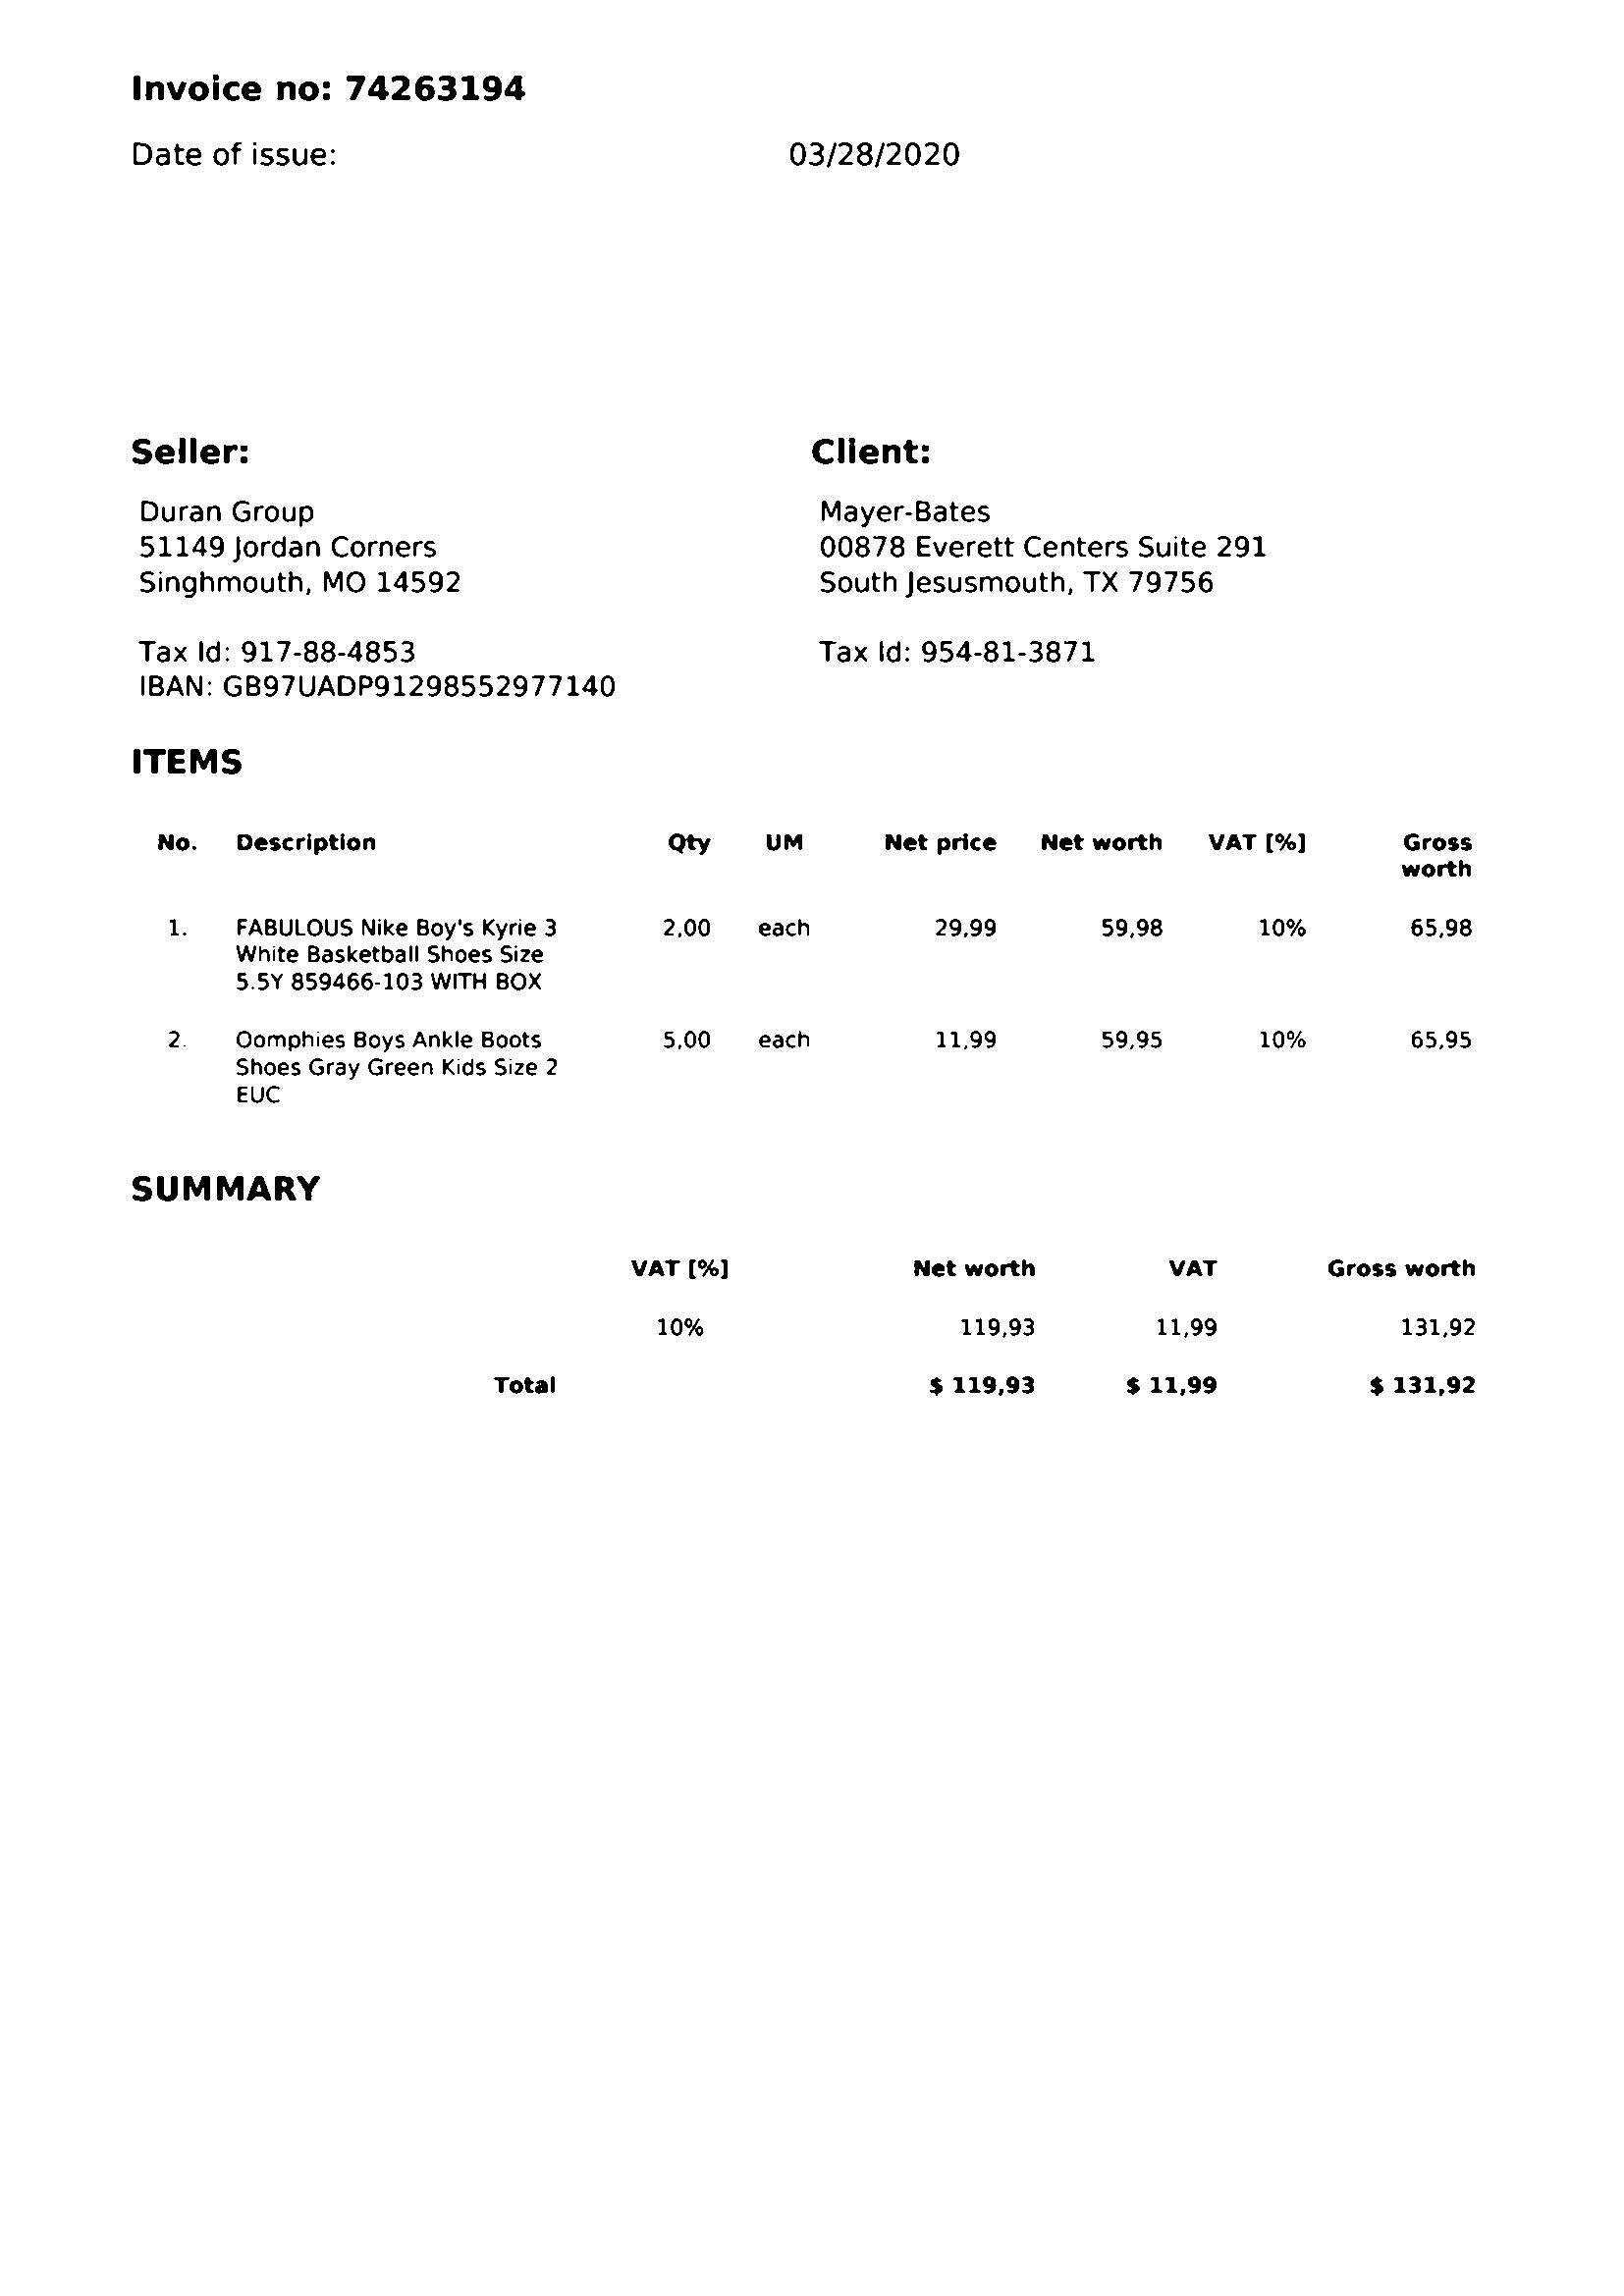 Invoice no: 74263194
Date of issue: 03/28/2020
Seller: Client:
Duran Group Mayer-Bates
51149 Jordan Corners 00878 Everett Centers Suite 291
Singhmouth, MO 14592 South Jesusmouth, TX 79756
Tax Id: 917-88-4853 Tax Id: 954-81-3871
IBAN: GB97UADP91298552977140
ITEMS
No. Description Qty UM Net price Net worth VAT [%] Gross
worth
1. FABULOUS Nike Boy's Kyrie 3 2,00 each 29,99 59,98 10% 65,98
White Basketball Shoes Size
5.5Y 859466-103 WITH BOX
2. Oomphies Boys Ankle Boots 5,00 each 11,99 59,95 10% 65,95
Shoes Gray Green Kids Size 2
EUC
SUMMARY
VAT [%] Net worth VAT Gross worth
10% 119,93 11,99 131,92
Total $ 119,93 $ 11,99 $ 131,92